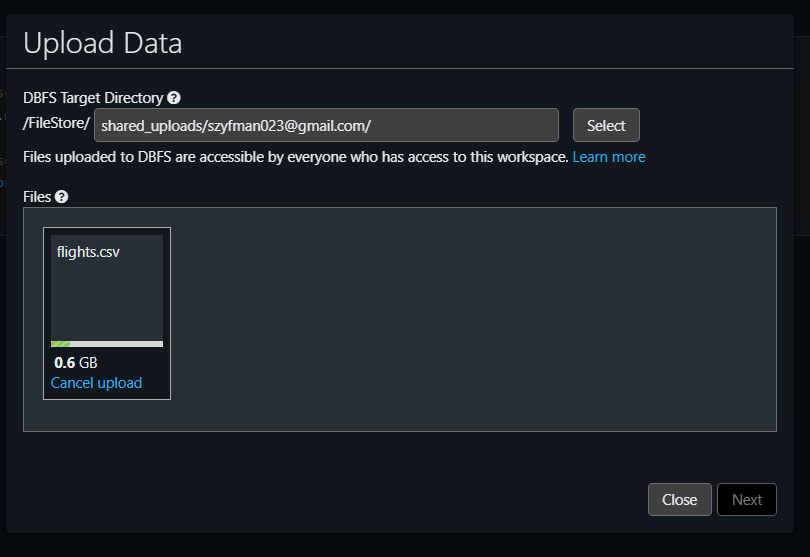 Upload Data
DBFS Target Directory
/FileStore/ shared_uploads/szyfman023@gmail.com/ Select
Files uploaded to DBFS are accessible by everyone who has access to this workspace. Learn more
Files
flights.csv
0.6 GB
Cancel upload
Close Next